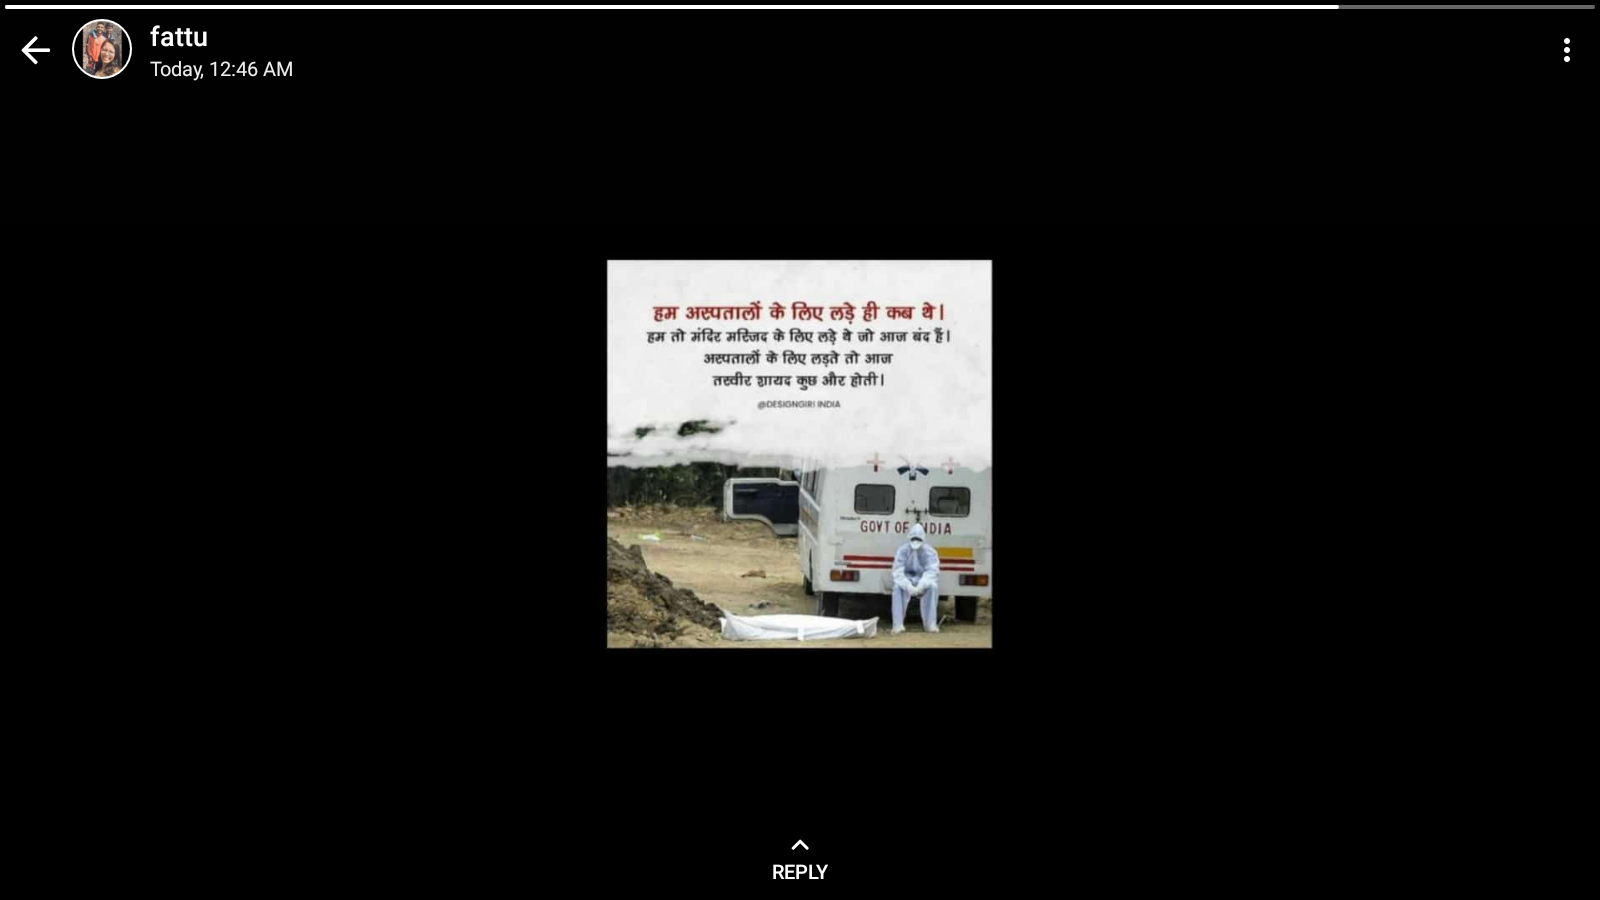 fattu
Today, 12:46 AM
हम अस्पतालों के लिए लड़े ही कब थे।
हम तो मंदिर मस्जिद के लिए लड़े थे जो आज बंद हैं।
अस्पतालों के लिए लड़ते तो आज
तस्वीर शायद कुछ और होती।
@DESIGNGIRI INDIA
GOVT OF INDIA
REPLY